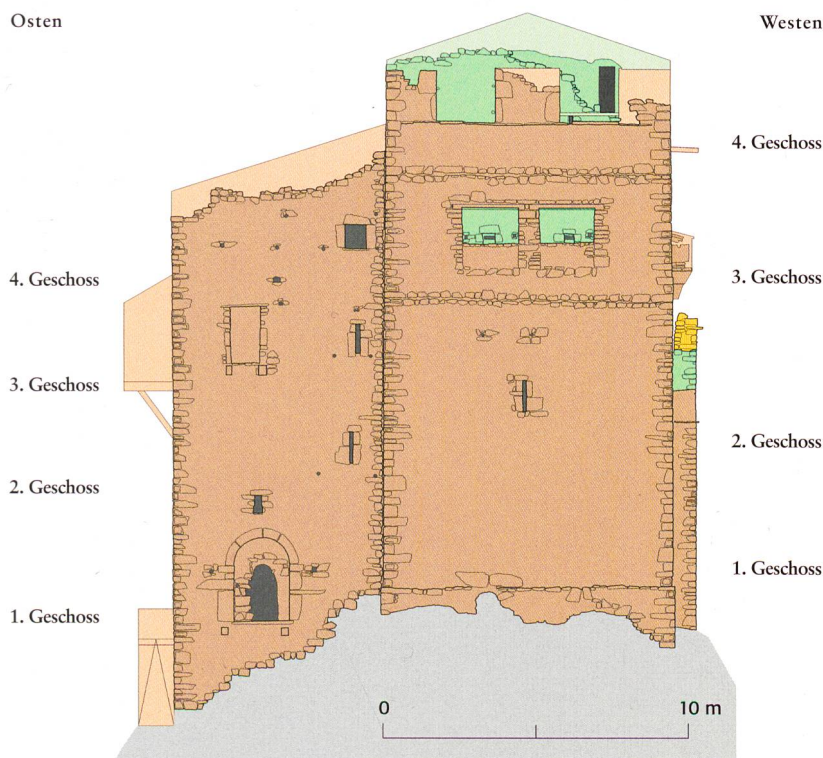 Osten
Westen
4. Geschoss
4. Geschoss
3. Geschoss
3. Geschoss
2. Geschoss
2. Geschoss
1. Geschoss
1. Geschoss
0
10 m